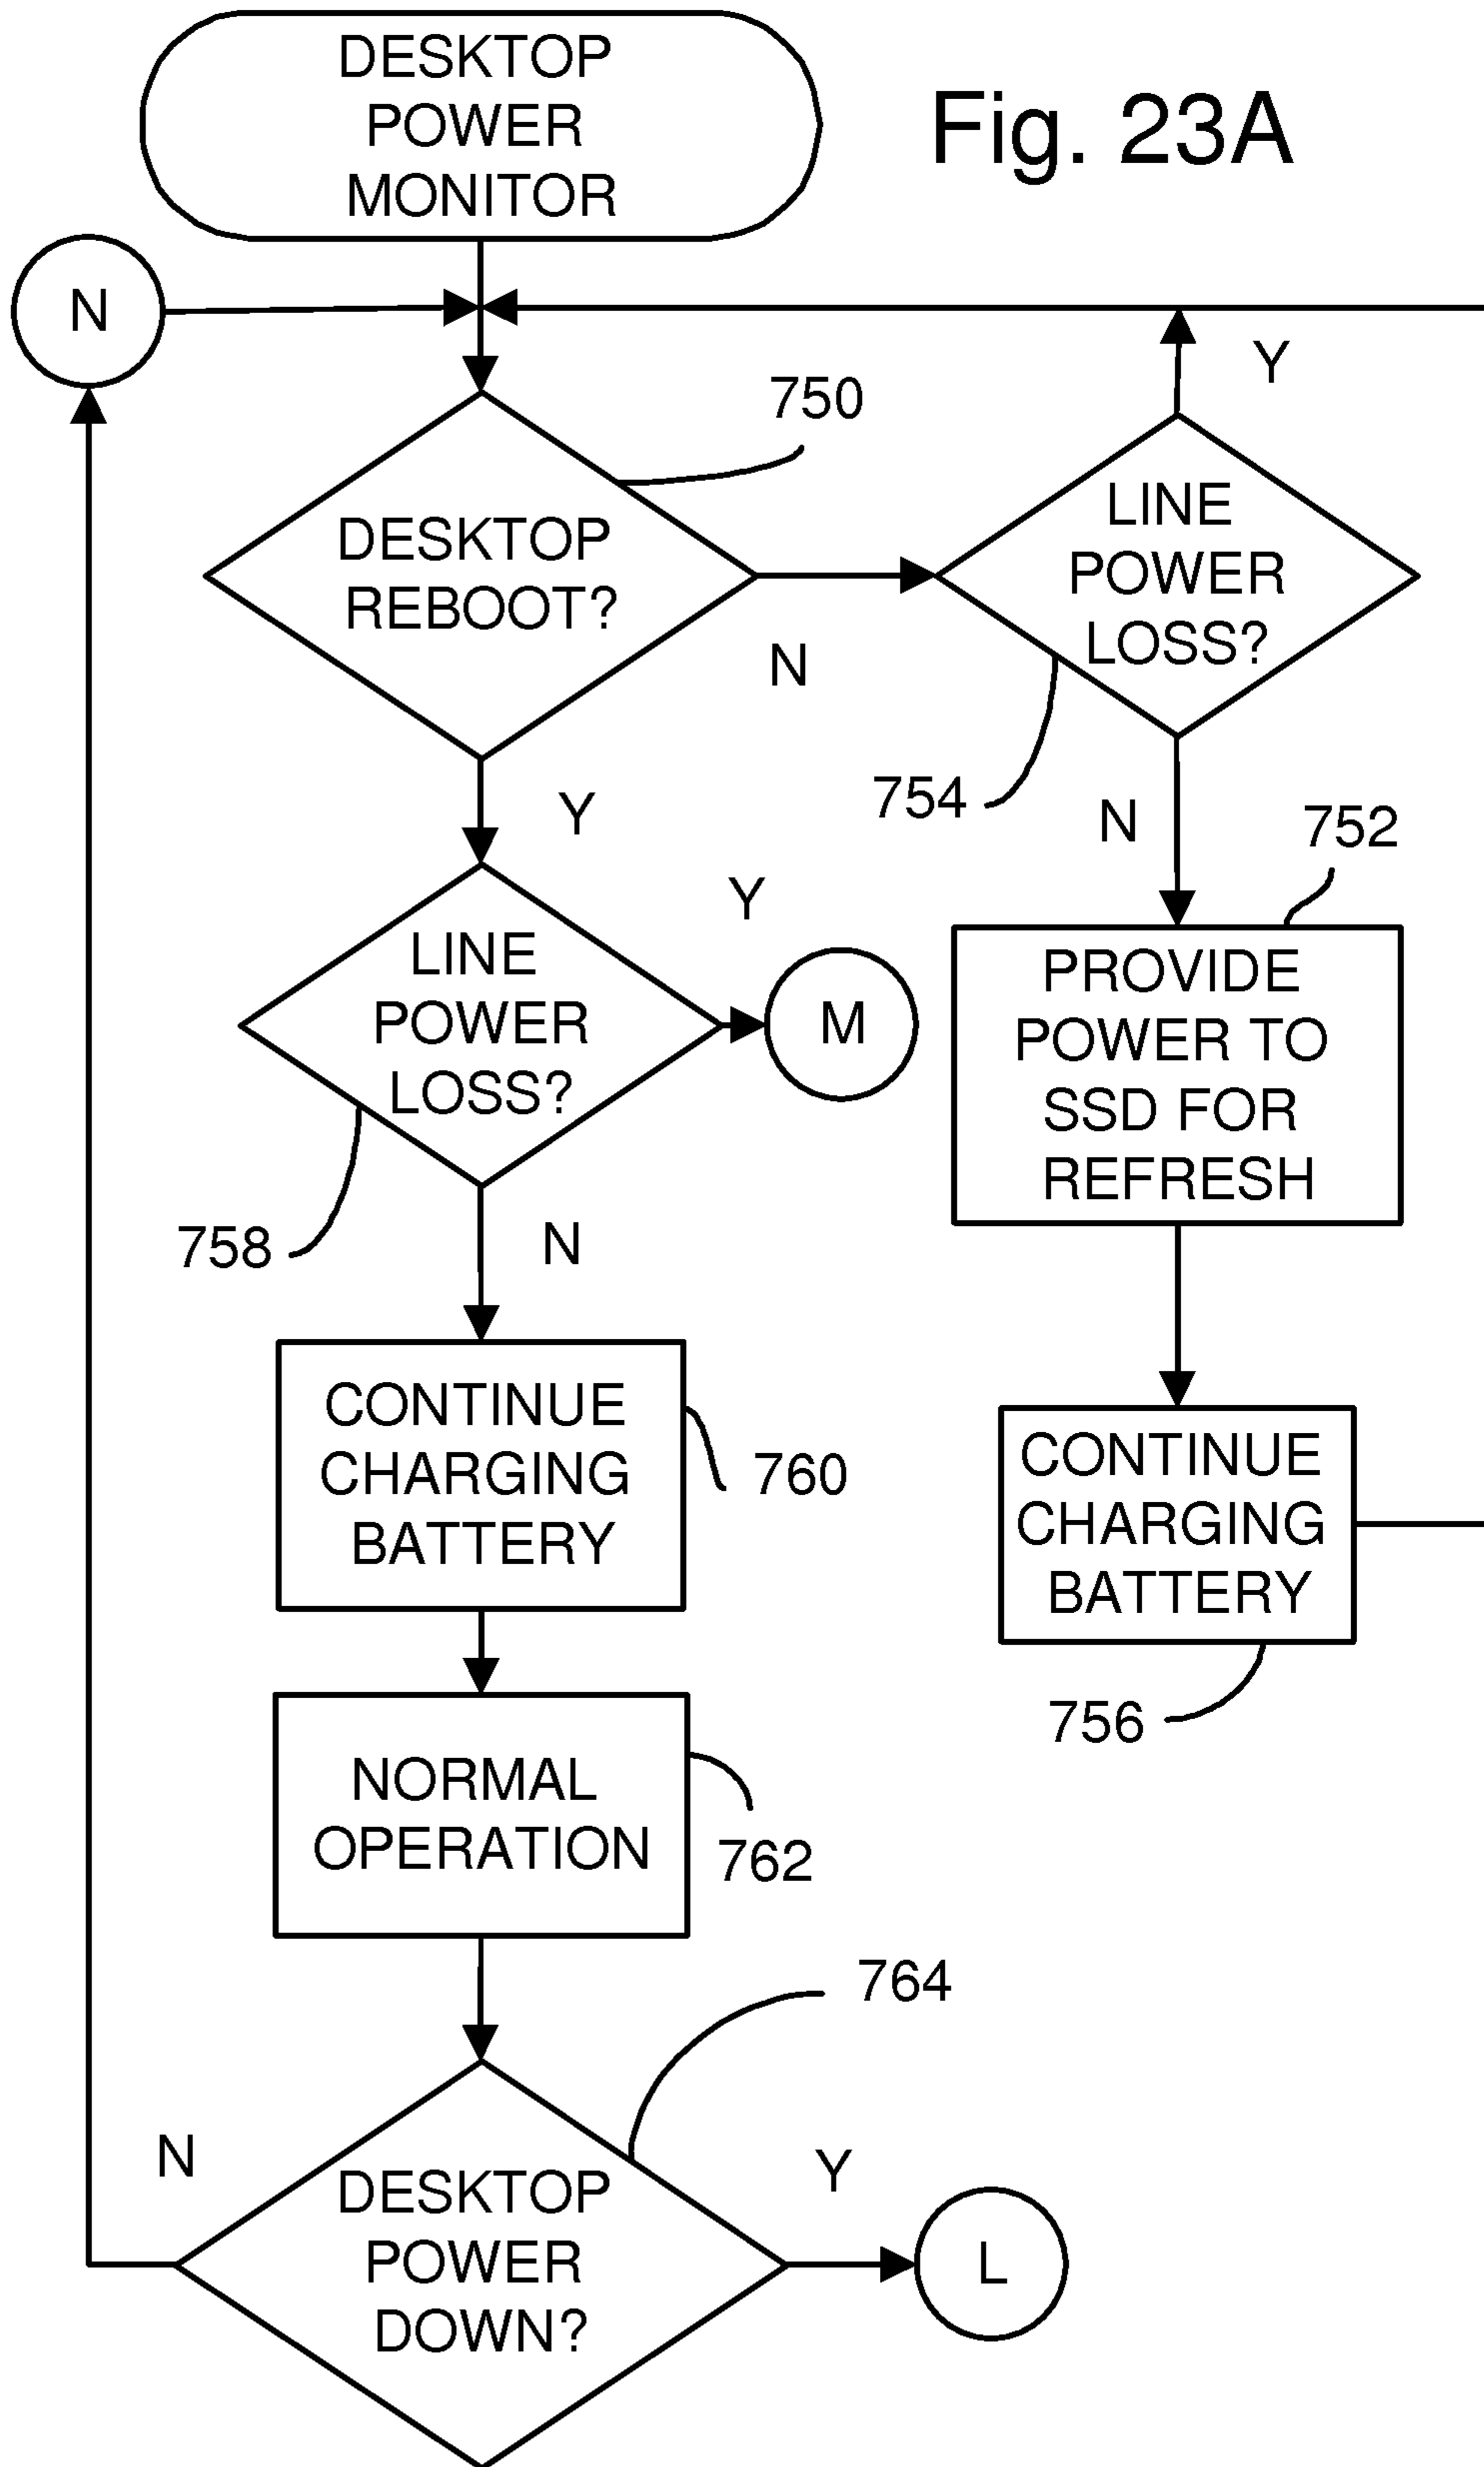 DESKTOP
POWER
MONITOR
Fig. 23A
N
Y
750
DESKTOP
REBOOT?
N
LINE
POWER
LOSS?
754
Y
N
752
LINE
POWER
LOSS?
Y
M
758
N
PROVIDE
POWER TO
SSD FOR
REFRESH
CONTINUE
CHARGING
BATTERY
760
CONTINUE
CHARGING
BATTERY
756
NORMAL
OPERATION
762
764
N
DESKTOP
POWER
DOWN?
Y
L